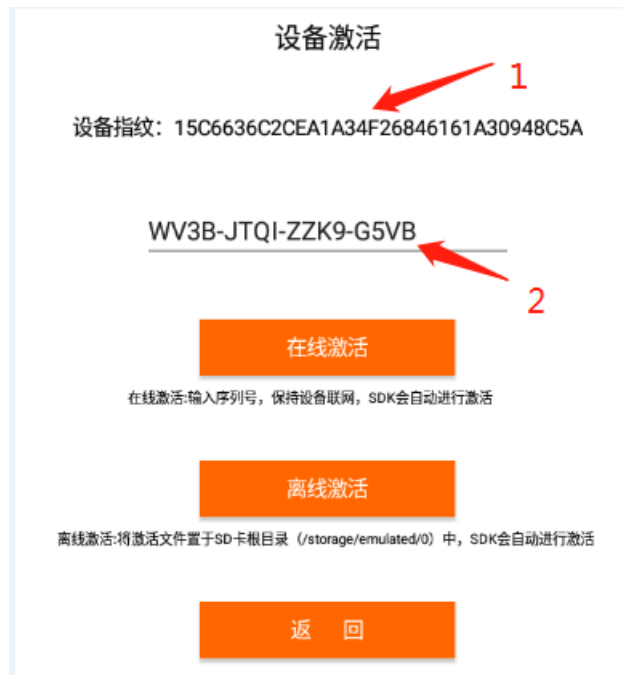 设备激活
1
设备指纹：15C6636C2CEA1A34F26846161A30948C5A
WV3B-JTQI-ZZK9-G5VB
2
在线激活
在线激活:输入序列号，保持设备联网，SDK会自动进行激活
离线激活
离线激活:将激活文件置于SD卡根目录（/storage/emulated/0）中，SDK会自动进行激活
返 回